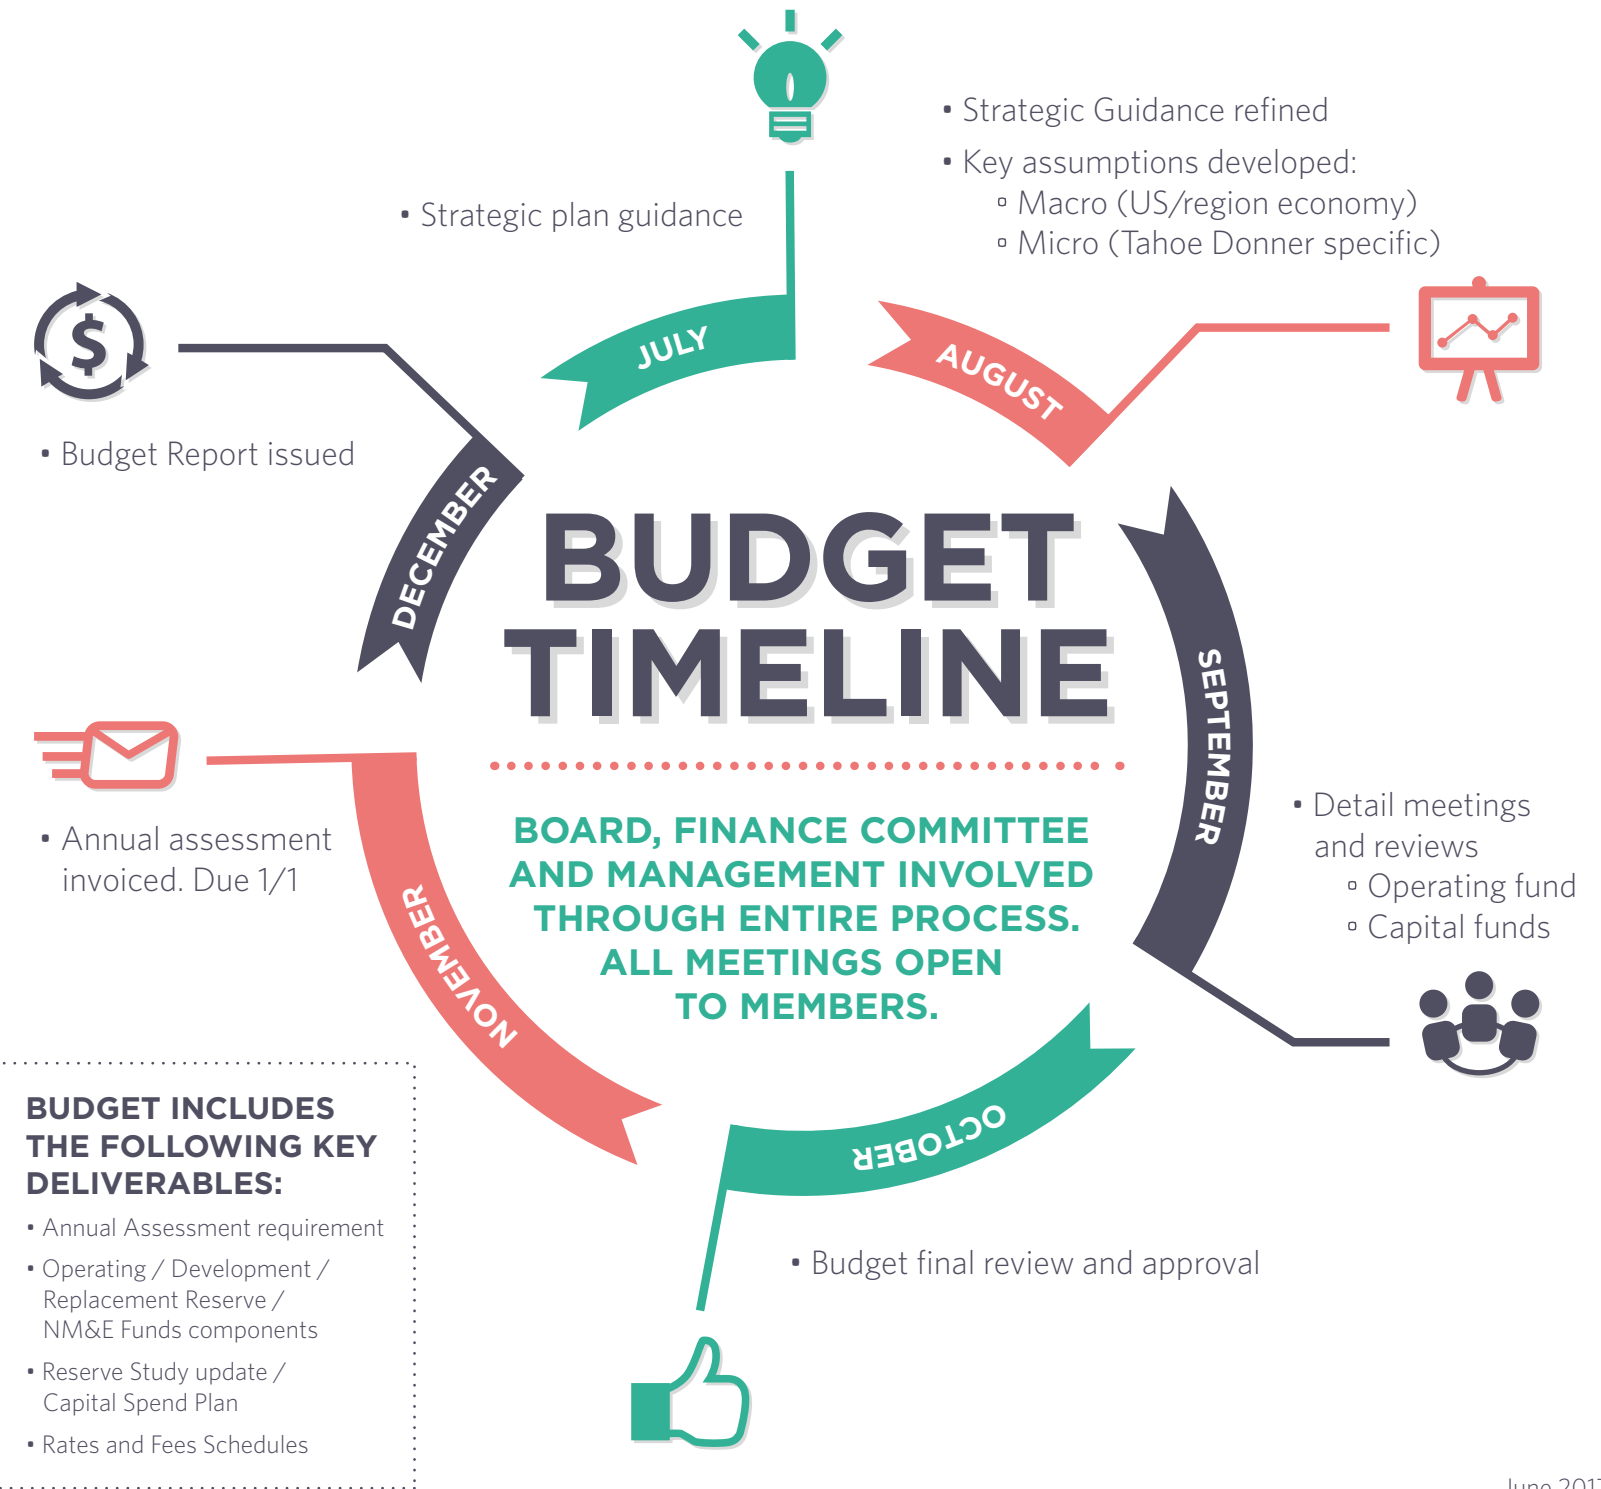 • Strategic plan guidance
JULY
• Strategic Guidance refined
• Key assumptions developed:
▫ Macro (US/region economy)
▫ Micro (Tahoe Donner specific)
AUGUST
SEPTEMBER
• Detail meetings
and reviews
▫ Operating fund
▫ Capital funds
OCTOBER
• Budget final review and approval
NOVEMBER
• Annual assessment
invoiced. Due 1/1
DECEMBER
$
• Budget Report issued
BUDGET
TIMELINE
BOARD, FINANCE COMMITTEE
AND MANAGEMENT INVOLVED
THROUGH ENTIRE PROCESS.
ALL MEETINGS OPEN
TO MEMBERS.
BUDGET INCLUDES
THE FOLLOWING KEY
DELIVERABLES:
• Annual Assessment requirement
• Operating / Development /
Replacement Reserve /
NM&E Funds components
• Reserve Study update /
Capital Spend Plan
• Rates and Fees Schedules
June 2017